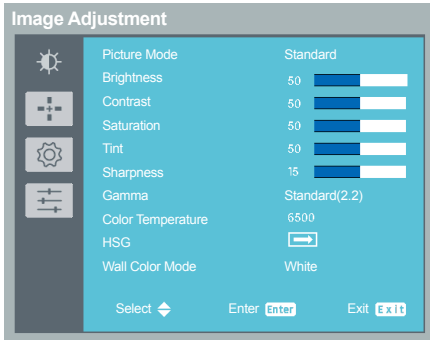 Image Adjustment
Picture Mode Standard
Brightness 50
Contrast 50
Saturation 50
Tint 50
Sharpness 15
Gamma Standard(2.2)
Color Temperature 6500
HSG
Wall Color Mode White
Select Enter Enter Exit Exit